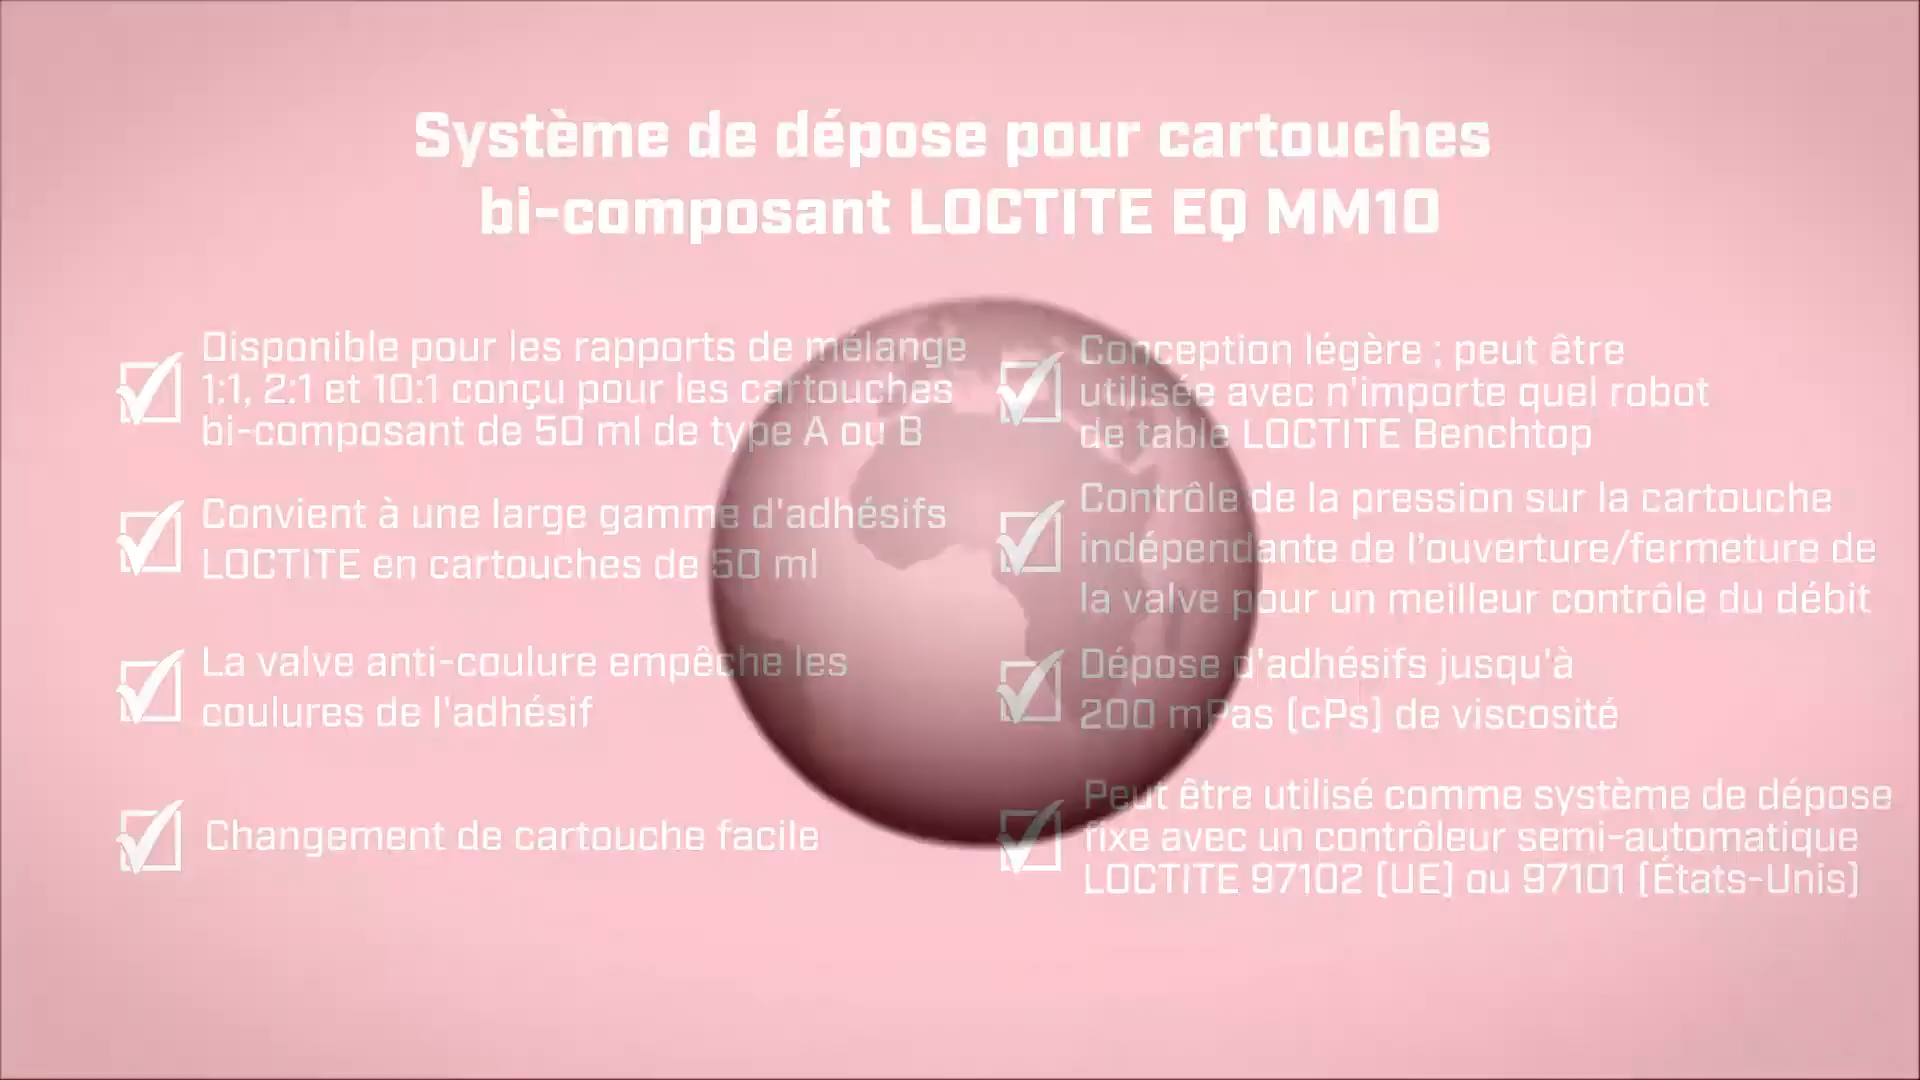 Système de dépose pour cartouches
bi-composant LOCTITE EQ MM10
Disponible pour les rapports de mélange
1:1, 2:1 et 10:1 conçu pour les cartouches
bi-composant de 50 ml de type A ou B
Convient à une large gamme d'adhésifs
LOCTITE en cartouches de 50 ml
La valve anti-coulure empêche les
coulures de l'adhésif
Changement de cartouche facile
Conception légère ; peut être
utilisée avec n'importe quel robot
de table LOCTITE Benchtop
Contrôle de la pression sur la cartouche
indépendante de l’ouverture/fermeture de
la valve pour un meilleur contrôle du débit
Dépose d'adhésifs jusqu'à
200 mPas (cPs) de viscosité
Peut être utilisé comme système de dépose
fixe avec un contrôleur semi-automatique
LOCTITE 97102 (UE) ou 97101 (États-Unis)